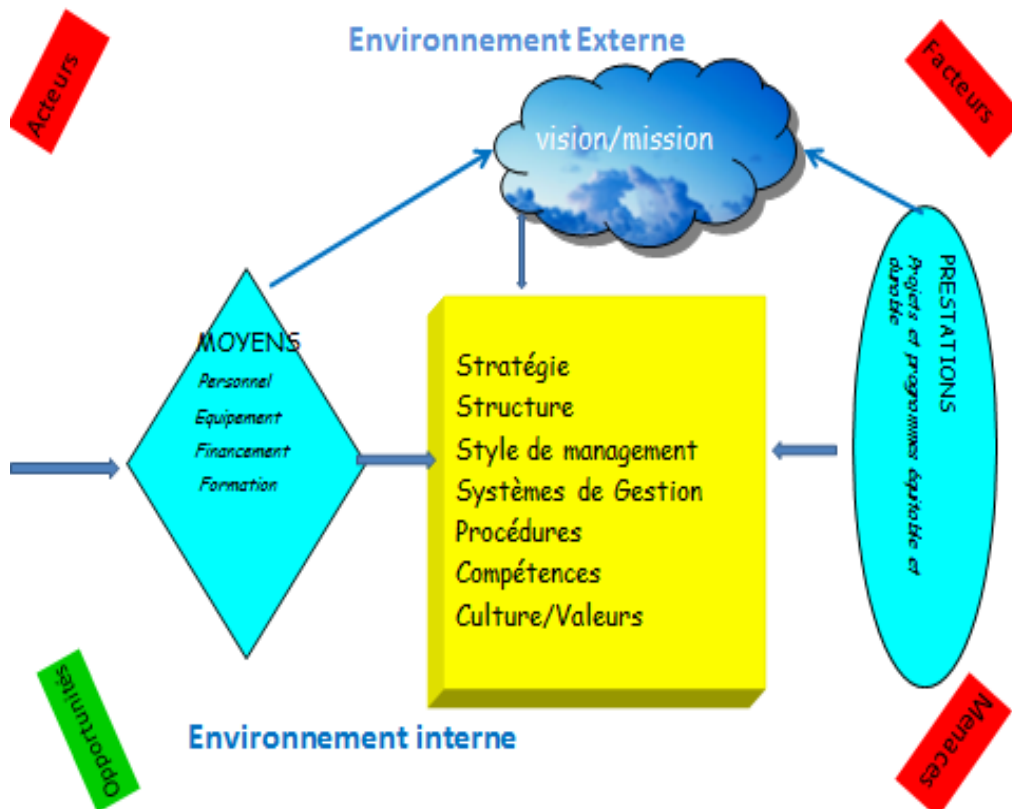 Environnement Externe
Acteurs
Facteurs
vision/mission
MOYENS
Personnel
Equipement
Financement
Formation
Stratégie
Structure
Style de management
Systèmes de Gestion
Procédures
Compétences
Culture/Valeurs
PRESTATIONS
Projets et programmes équitable et
durable
Opportunités
Environnement interne
Menaces